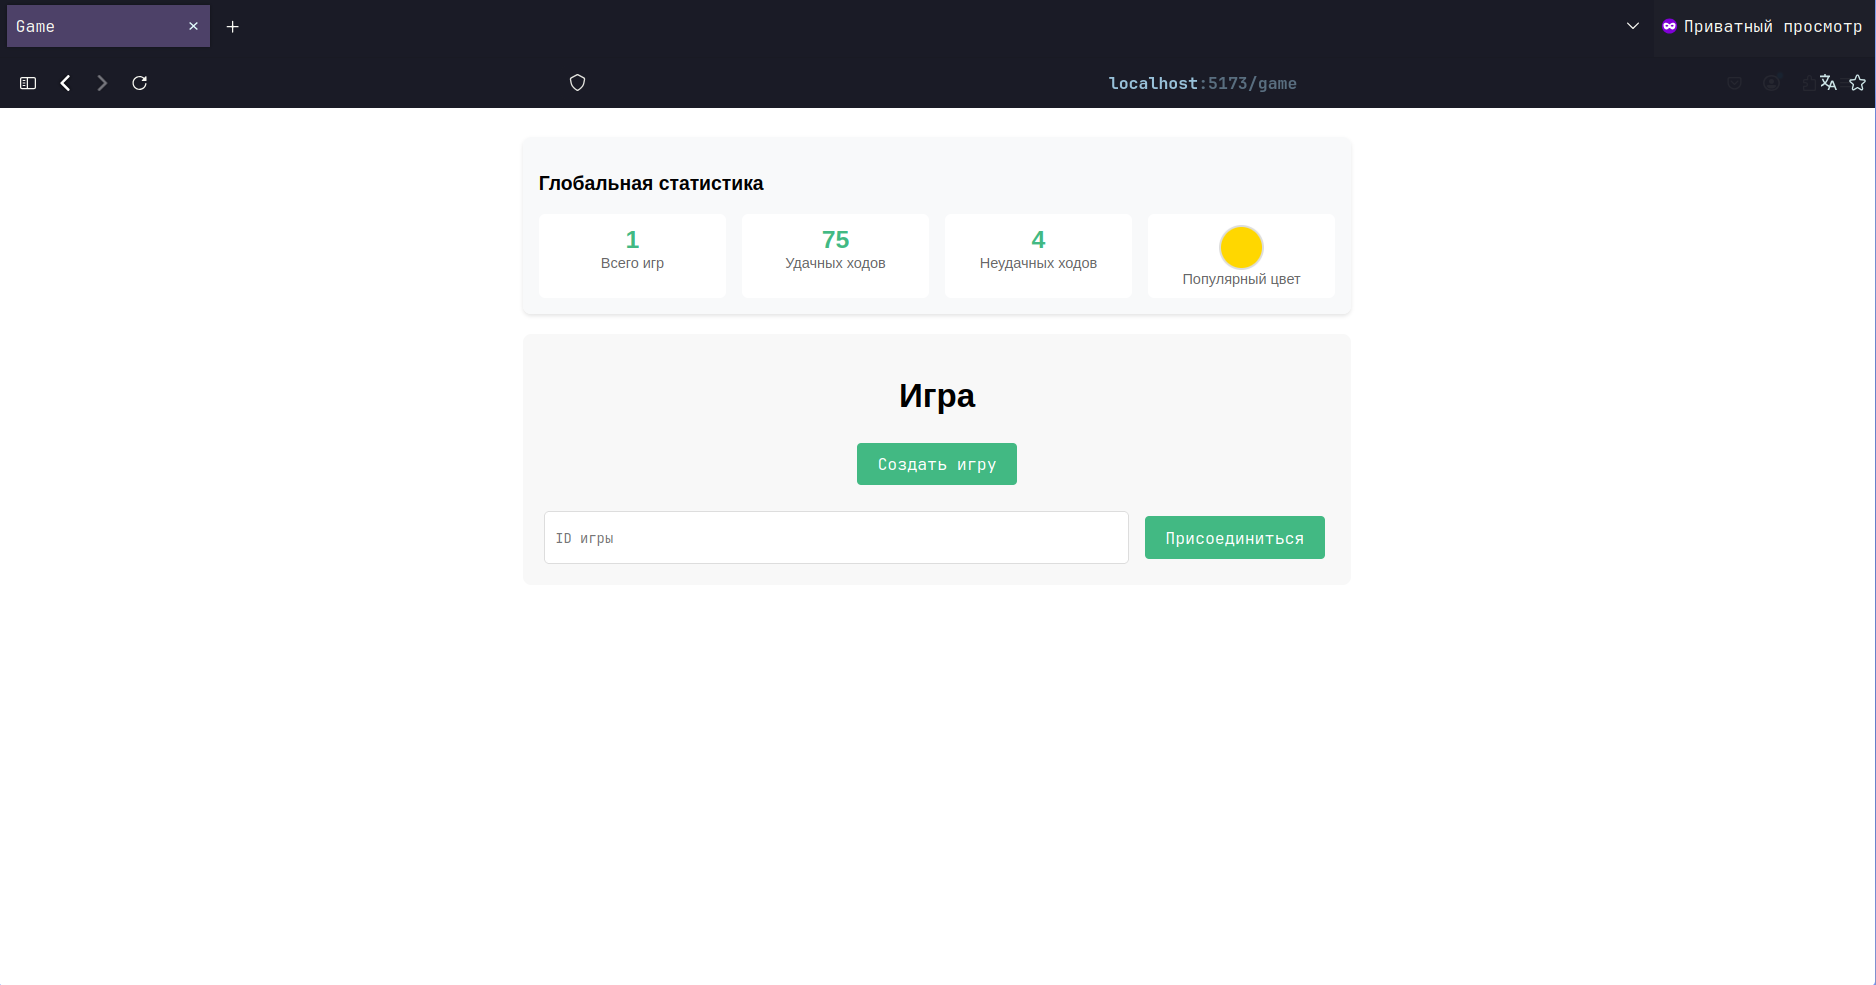 Game
Приватный просмотр
localhost:5173/game
Глобальная статистика
1
Всего игр
75
Удачных ходов
4
Неудачных ходов
Популярный цвет
Игра
Создать игру
ID игры
Присоединиться